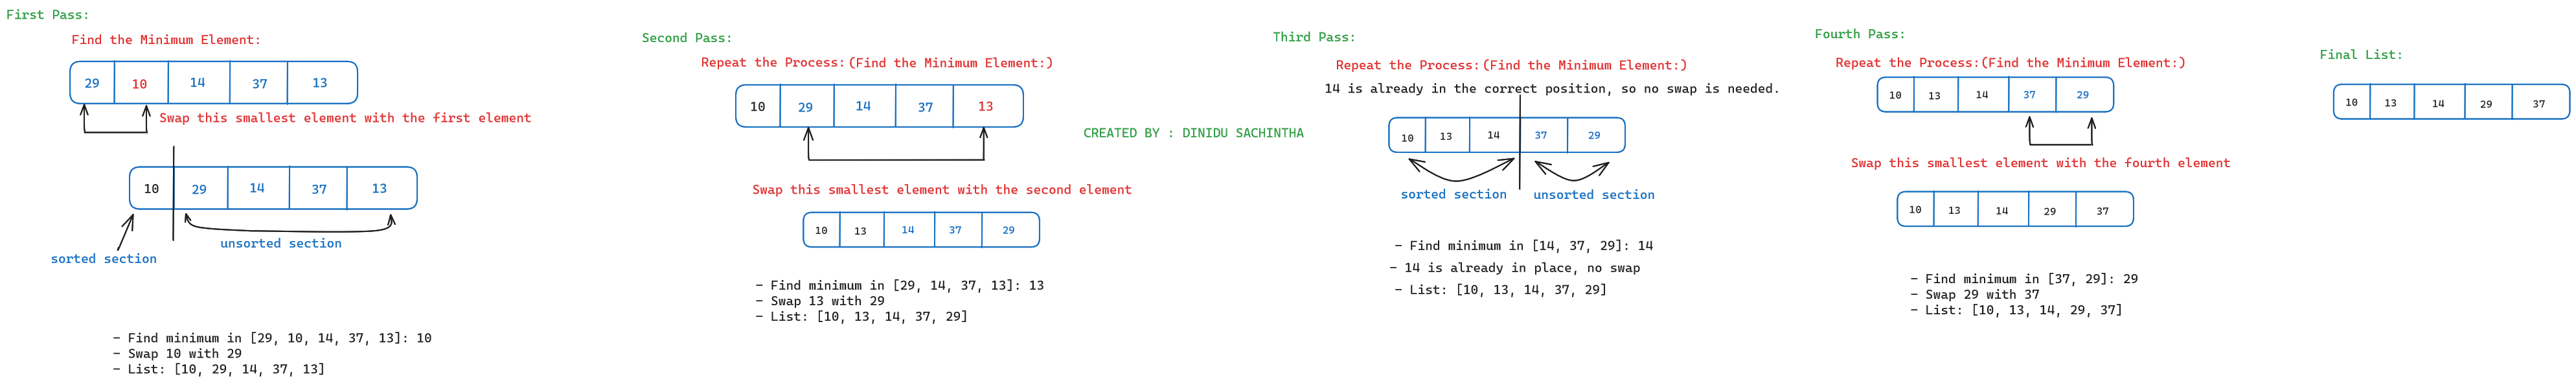 First Pass:
Find the Minimum Element:
29 10 14 37 13
Swap this smallest element with the first element
10 29 14 37 13
unsorted section
sorted section
- Find minimum in [29, 10, 14, 37, 13]: 10
- Swap 10 with 29
- List: [10, 29, 14, 37, 13]
Second Pass:
Repeat the Process:(Find the Minimum Element:)
10 29 14 37 13
Swap this smallest element with the second element
10 13 14 37 29
- Find minimum in [29, 14, 37, 13]: 13
- Swap 13 with 29
- List: [10, 13, 14, 37, 29]
CREATED BY : DINIDU SACHINTHA
Third Pass:
Repeat the Process:(Find the Minimum Element:)
14 is already in the correct position, so no swap is needed.
10 13 14 37 29
sorted section unsorted section
- Find minimum in [14, 37, 29]: 14
- 14 is already in place, no swap
- List: [10, 13, 14, 37, 29]
Fourth Pass:
Repeat the Process:(Find the Minimum Element:)
10 13 14 37 29
Swap this smallest element with the fourth element
10 13 14 29 37
- Find minimum in [37, 29]: 29
- Swap 29 with 37
- List: [10, 13, 14, 29, 37]
Final List:
10 13 14 29 37